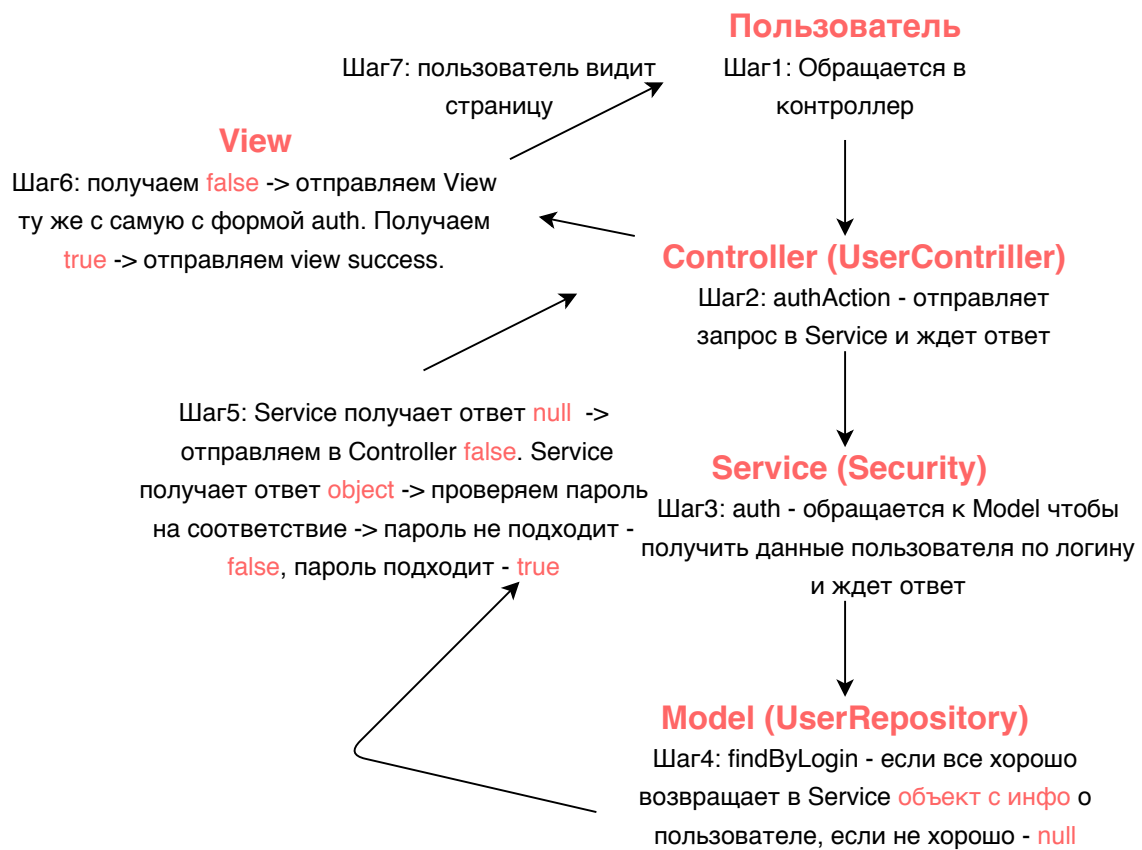 Пользователь
Шаг1: Обращается в
контроллер
Controller (UserContriller)
Шаг2: authAction - отправляет
запрос в Service и ждет ответ
Service (Security)
Шаг3: auth - обращается к Model чтобы
получить данные пользователя по логину
и ждет ответ
Model (UserRepository)
Шаг4: findByLogin - если все хорошо
возвращает в Service объект с инфо о
пользователе, если не хорошо - null
Шаг5: Service получает ответ null ->
отправляем в Controller false. Service
получает ответ object -> проверяем пароль
на соответствие -> пароль не подходит -
false, пароль подходит - true
View
Шаг6: получаем false -> отправляем View
ту же с самую с формой auth. Получаем
true -> отправляем view success.
Шаг7: пользователь видит
страницу